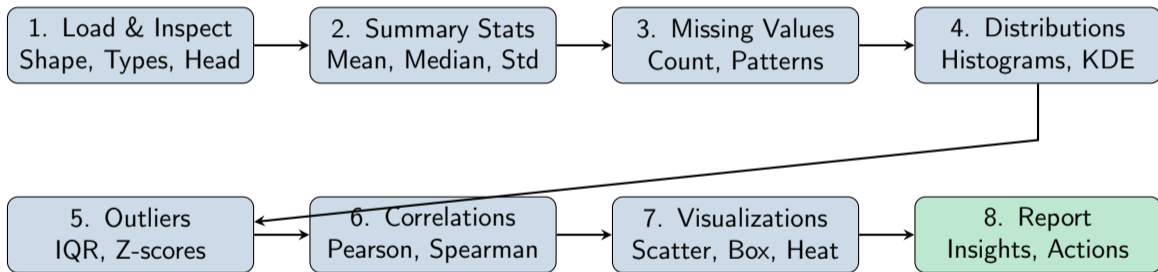 1. Load & Inspect
Shape, Types, Head
2. Summary Stats
Mean, Median, Std
3. Missing Values
Count, Patterns
4. Distributions
Histograms, KDE
5. Outliers
IQR, Z-scores
6. Correlations
Pearson, Spearman
7. Visualizations
Scatter, Box, Heat
8. Report
Insights, Actions